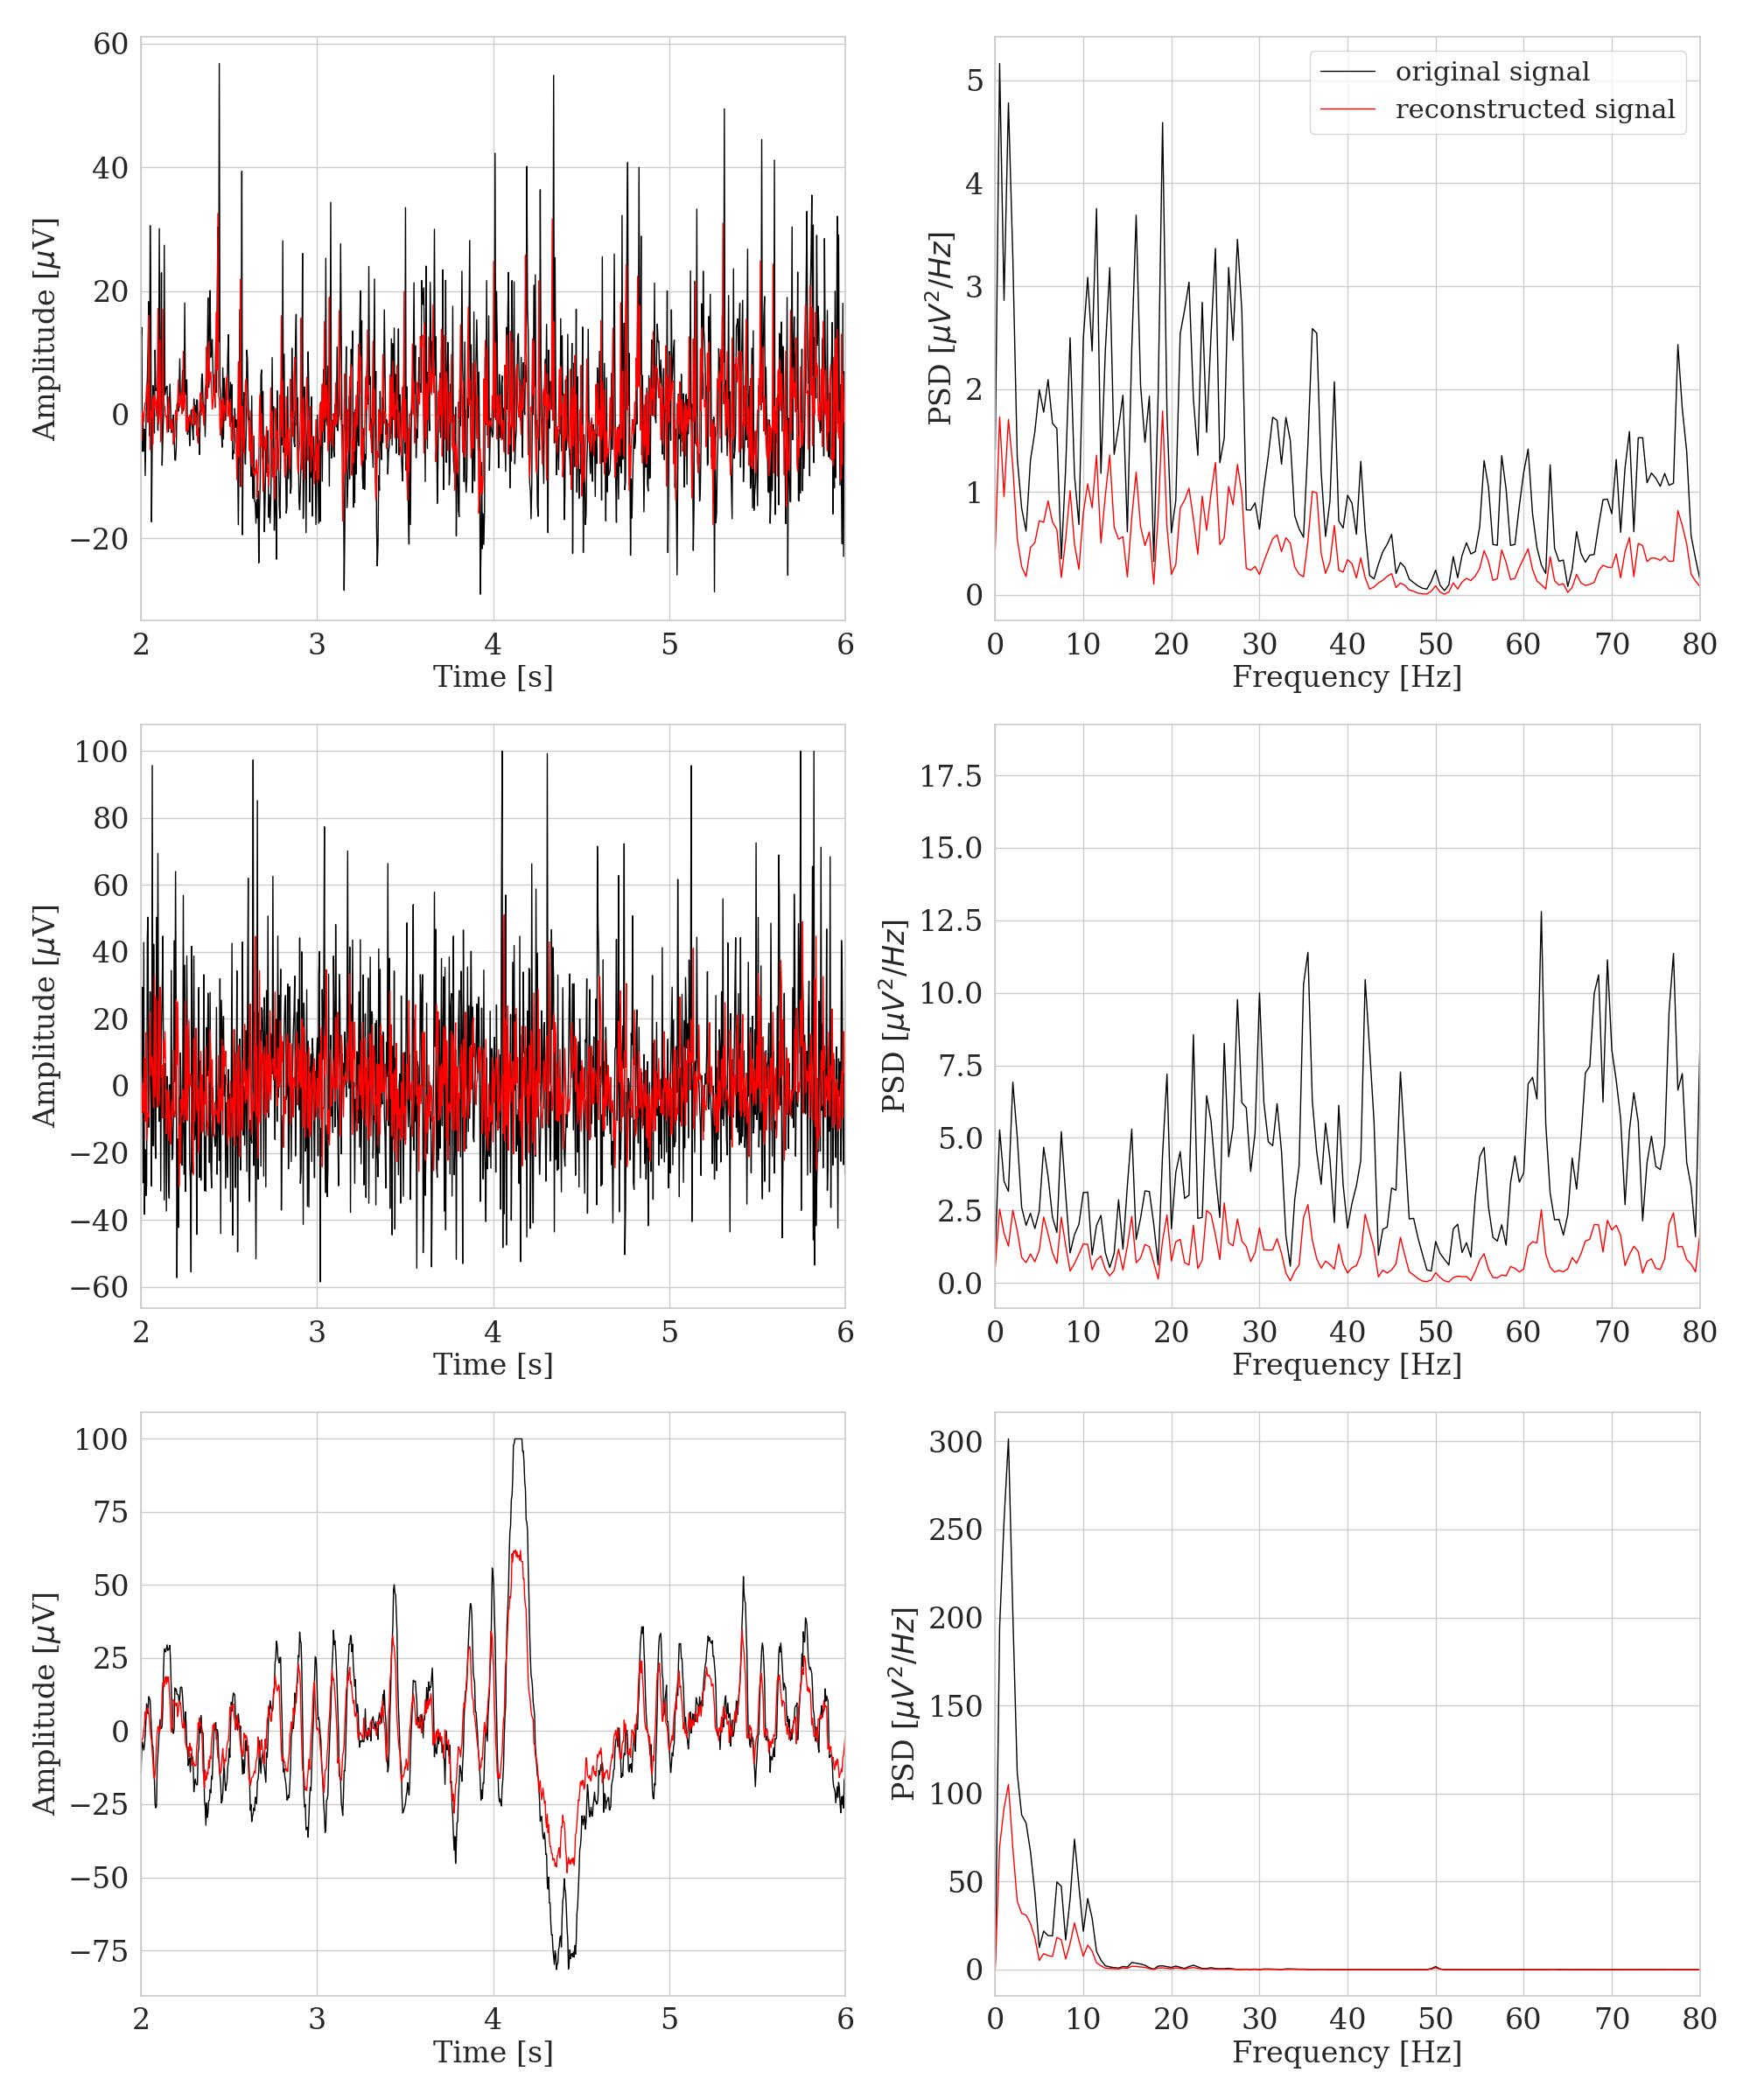 60
40
20
0
−20
Amplitude [μV]
2 3 4 5 6
Time [s]
5
4
3
2
1
0
PSD [μV²/Hz]
original signal
reconstructed signal
0 10 20 30 40 50 60 70 80
Frequency [Hz]
100
80
60
40
20
0
−20
−40
−60
Amplitude [μV]
2 3 4 5 6
Time [s]
17.5
15.0
12.5
10.0
7.5
5.0
2.5
0.0
PSD [μV²/Hz]
0 10 20 30 40 50 60 70 80
Frequency [Hz]
100
75
50
25
0
−25
−50
−75
Amplitude [μV]
2 3 4 5 6
Time [s]
300
250
200
150
100
50
0
PSD [μV²/Hz]
0 10 20 30 40 50 60 70 80
Frequency [Hz]